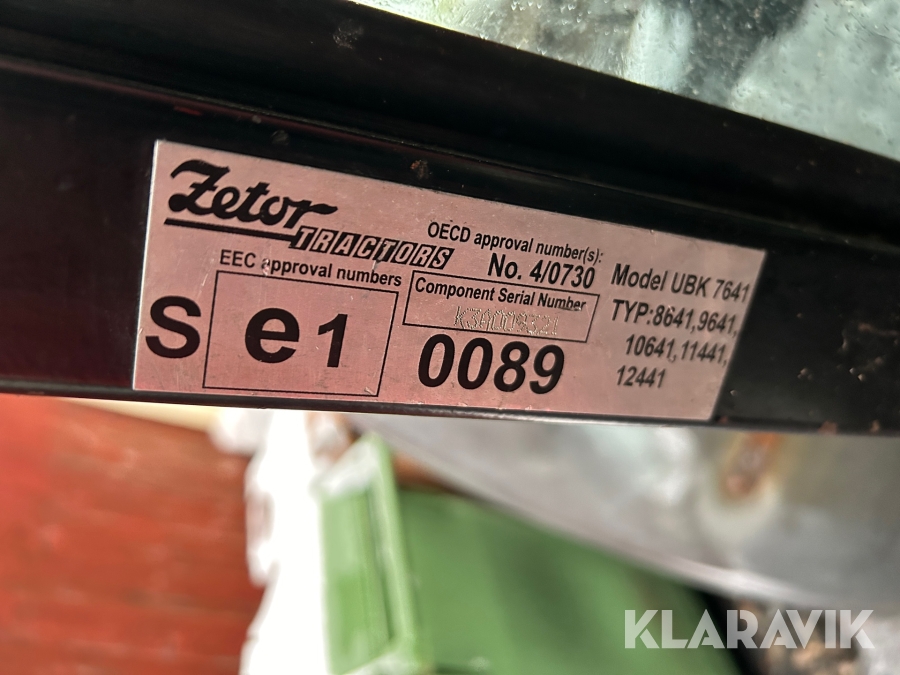 Zetor
TRACTORS
OECD approval number(s):
No. 4/0730
EEC approval numbers
S e1
Component Serial Number
0089
Model UBK 7641
TYP:8641,9641,
10641,11441,
12441
KLARAVIK